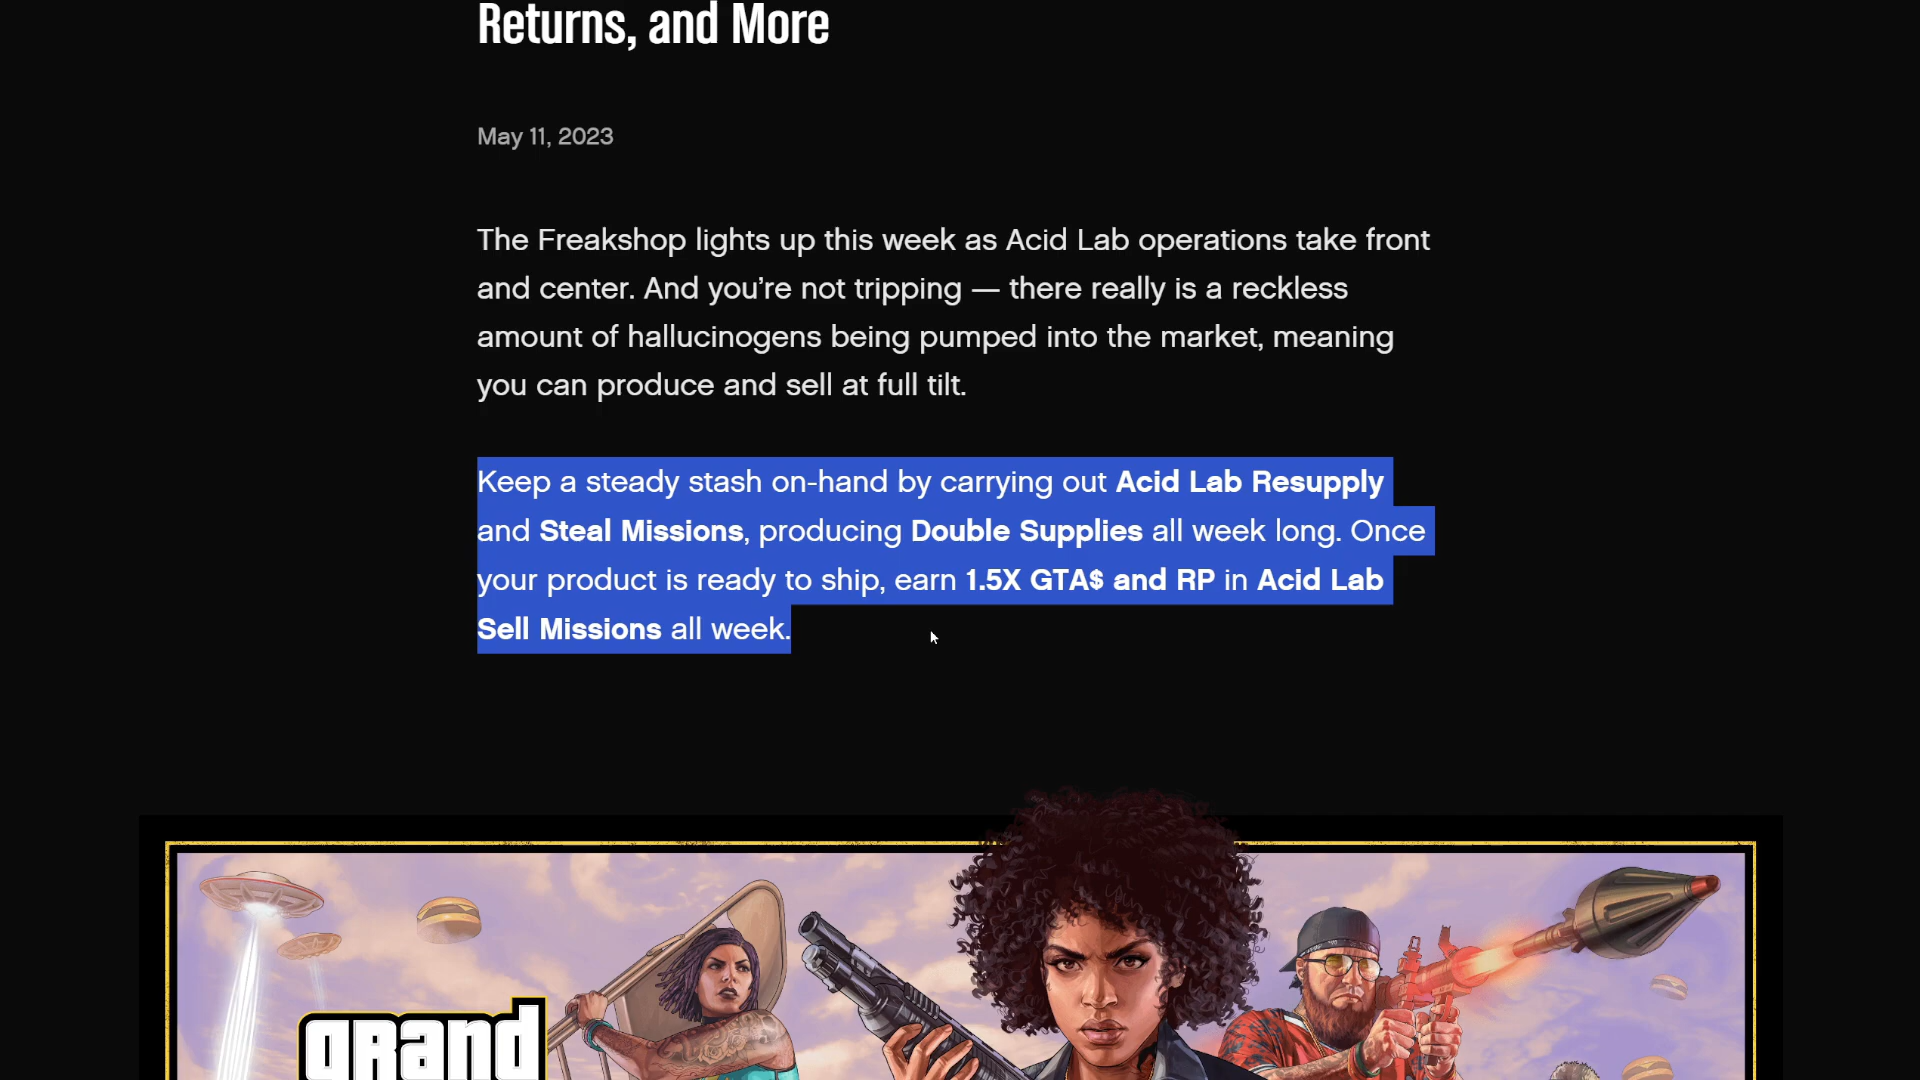 Returns, and More
May 11, 2023
The Freakshop lights up this week as Acid Lab operations take front
and center. And you’re not tripping — there really is a reckless
amount of hallucinogens being pumped into the market, meaning
you can produce and sell at full tilt.
Keep a steady stash on-hand by carrying out Acid Lab Resupply
and Steal Missions, producing Double Supplies all week long. Once
your product is ready to ship, earn 1.5X GTA$ and RP in Acid Lab
Sell Missions all week.
grand